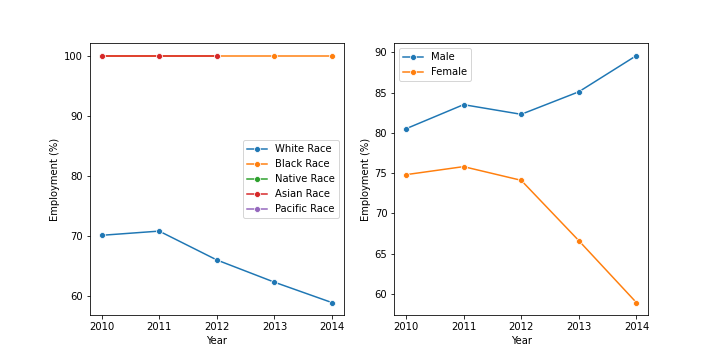 100
90
80
70
60
Employment (%)
White Race
Black Race
Native Race
Asian Race
Pacific Race
2010 2011 2012 2013 2014
Year
90
85
80
75
70
65
60
Employment (%)
Male
Female
2010 2011 2012 2013 2014
Year